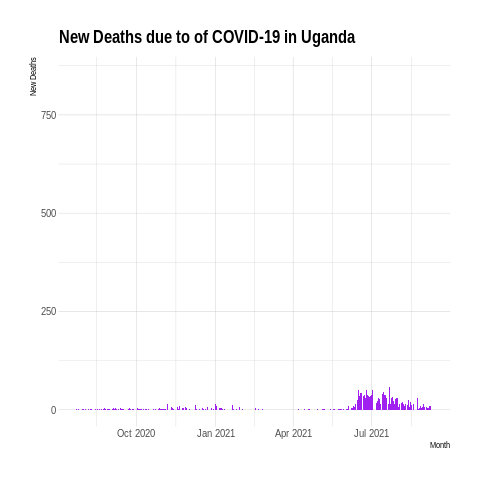 New Deaths due to of COVID-19 in Uganda
New Deaths
750
500
250
0
Oct 2020 Jan 2021 Apr 2021 Jul 2021
Month